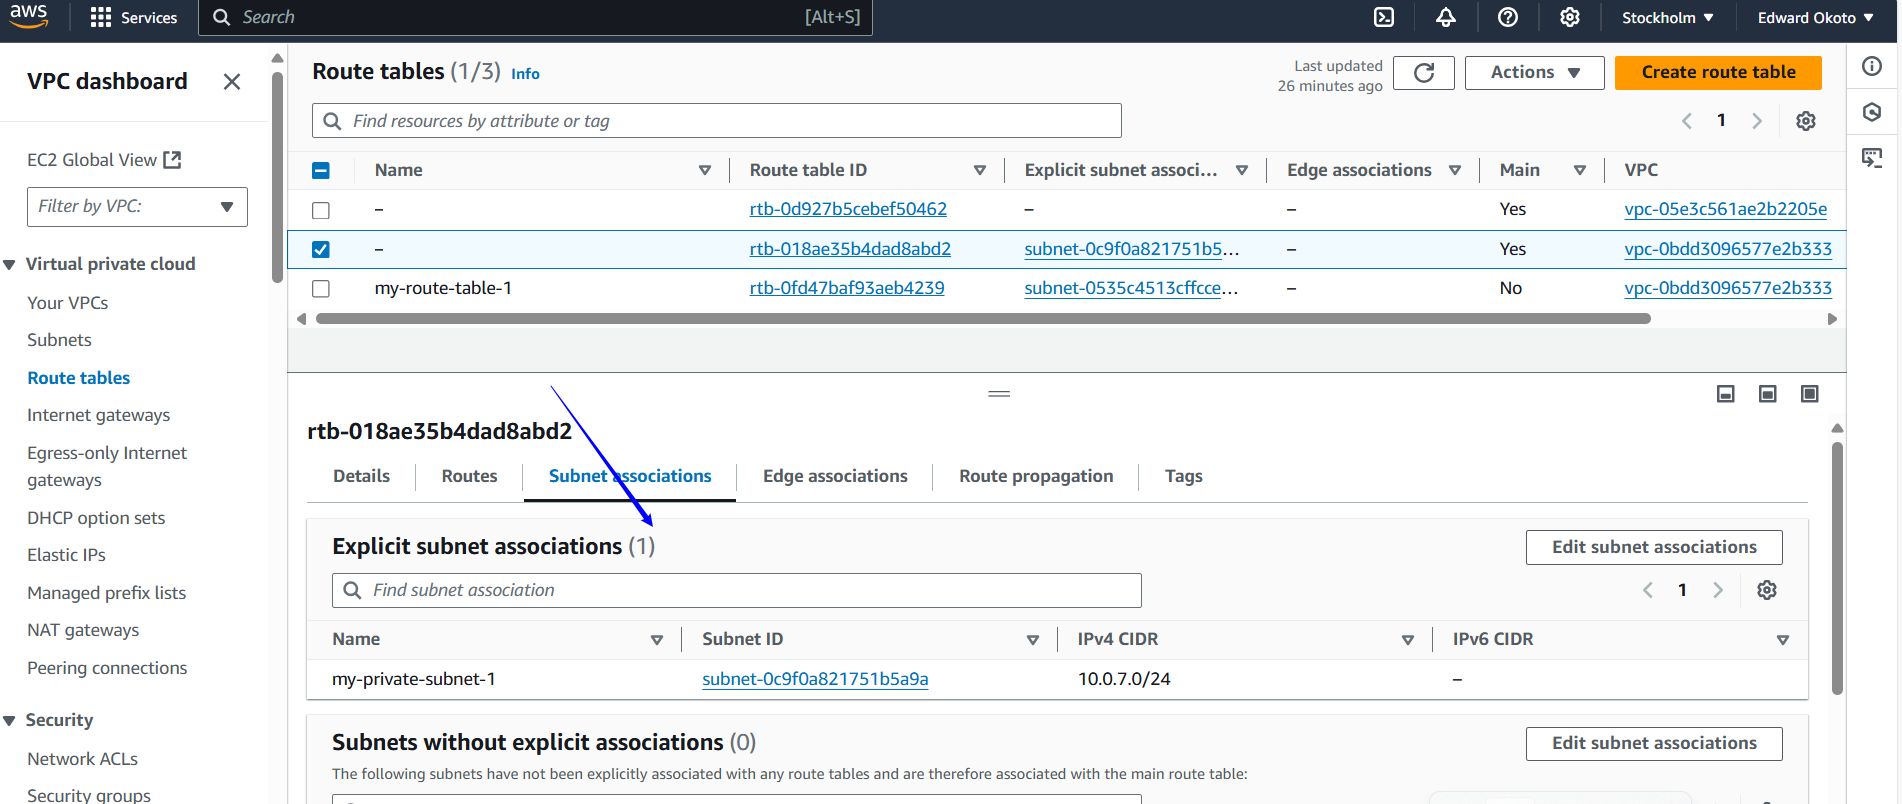 aws
Services
Search
[Alt+S]
Stockholm
Edward Okoto
VPC dashboard
EC2 Global View
Filter by VPC:
Virtual private cloud
Your VPCs
Subnets
Route tables
Internet gateways
Egress-only Internet
gateways
DHCP option sets
Elastic IPs
Managed prefix lists
NAT gateways
Peering connections
Security
Network ACLs
Security groups
Route tables (1/3) Info
Last updated
26 minutes ago
Actions
Create route table
Find resources by attribute or tag
1
Name Route table ID Explicit subnet associ... Edge associations Main VPC
– rtb-0d927b5cebef50462 – – Yes vpc-05e3c561ae2b2205e
– rtb-018ae35b4dad8abd2 subnet-0c9f0a821751b5... – Yes vpc-0bdd3096577e2b333
my-route-table-1 rtb-0fd47baf93aeb4239 subnet-0535c4513cffcce... – No vpc-0bdd3096577e2b333
rtb-018ae35b4dad8abd2
Details Routes Subnet associations Edge associations Route propagation Tags
Explicit subnet associations (1)
Edit subnet associations
Find subnet association
1
Name Subnet ID IPv4 CIDR IPv6 CIDR
my-private-subnet-1 subnet-0c9f0a821751b5a9a 10.0.7.0/24 –
Subnets without explicit associations (0)
Edit subnet associations
The following subnets have not been explicitly associated with any route tables and are therefore associated with the main route table: